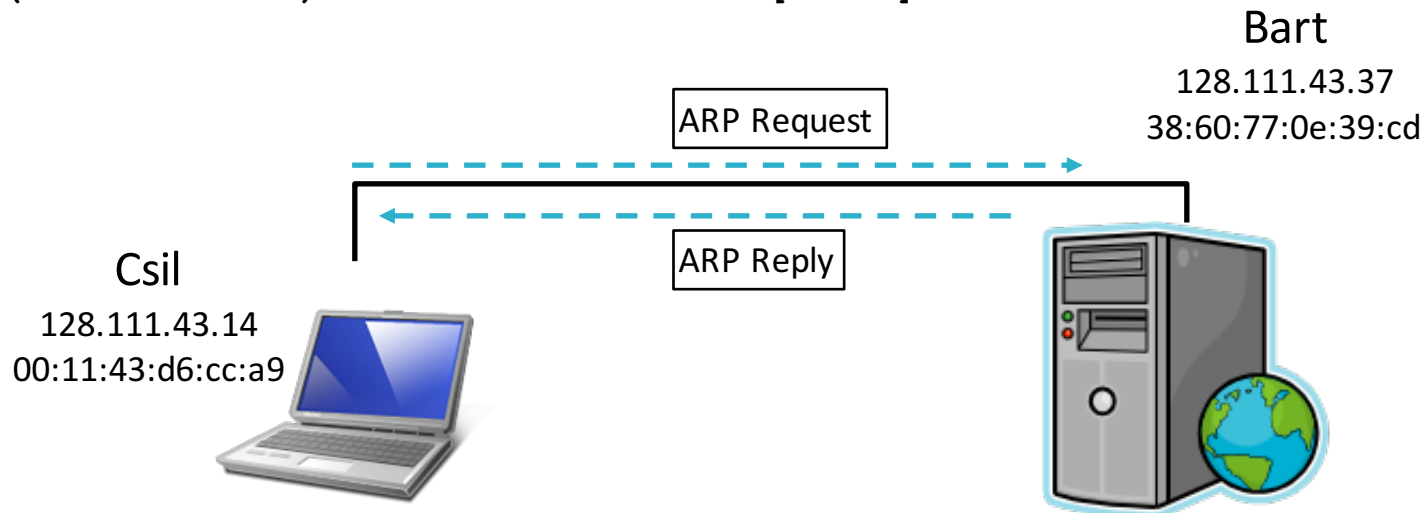 Bart
128.111.43.37
38:60:77:0e:39:cd
ARP Request
ARP Reply
Csil
128.111.43.14
00:11:43:d6:cc:a9